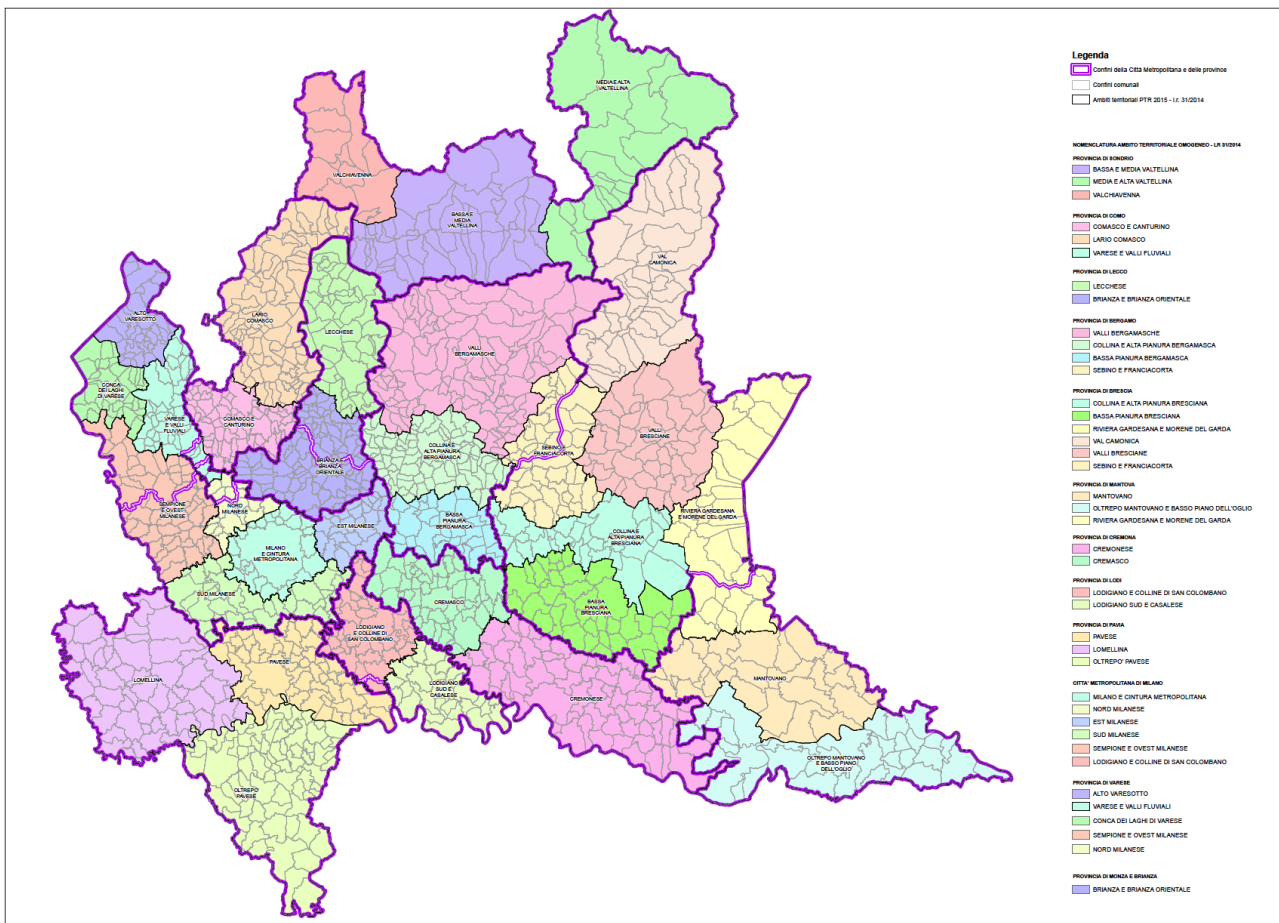 MEDIA E ALTA
VALTELLINA
VALCHIAVENNA
BASSA E
MEDIA
VALTELLINA
VAL
CAMONICA
ALTO
VARESOTTO
LARIO
COMASCO
LECCHESE
VALLI
BERGAMASCHE
CONCA
DEI LAGHI
DI VARESE
VARESE
E VALLI
FLUVIALI
COMASCO E
CANTURINO
COLLINA E
ALTA PIANURA
BERGAMASCA
SEBINO E
FRANCIACORTA
VALLI
BRESCIANE
BRIANZA E
BRIANZA
ORIENTALE
SEMPIONE
E OVEST
MILANESE
NORD
MILANESE
EST MILANESE
BASSA
PIANURA
BERGAMASCA
RIVIERA GARDESANA
E MORENE DEL GARDA
COLLINA E
ALTA PIANURA
BRESCIANA
MILANO
E CINTURA
METROPOLITANA
SUD MILANESE
CREMASCO
BASSA
PIANURA
BRESCIANA
LODIGIANO
E COLLINE DI
SAN COLOMBANO
PAVESE
LOMELLINA
LODIGIANO
SUD E
CASALESE
CREMONESE
MANTOVANO
OLTREPO MANTOVANO
E BASSO PIANO
DELL'OGLIO
OLTREPO'
PAVESE
Legenda
Confini della Città Metropolitana e delle province
Confini comunali
Ambiti territoriali PTR 2015 - l.r. 31/2014
NOMENCLATURA AMBITO TERRITORIALE OMOGENEO - LR 31/2014
PROVINCIA DI SONDRIO
BASSA E MEDIA VALTELLINA
MEDIA E ALTA VALTELLINA
VALCHIAVENNA
PROVINCIA DI COMO
COMASCO E CANTURINO
LARIO COMASCO
VARESE E VALLI FLUVIALI
PROVINCIA DI LECCO
LECCHESE
BRIANZA E BRIANZA ORIENTALE
PROVINCIA DI BERGAMO
VALLI BERGAMASCHE
COLLINA E ALTA PIANURA BERGAMASCA
BASSA PIANURA BERGAMASCA
SEBINO E FRANCIACORTA
PROVINCIA DI BRESCIA
COLLINA E ALTA PIANURA BRESCIANA
BASSA PIANURA BRESCIANA
RIVIERA GARDESANA E MORENE DEL GARDA
VAL CAMONICA
VALLI BRESCIANE
SEBINO E FRANCIACORTA
PROVINCIA DI MANTOVA
MANTOVANO
OLTREPO MANTOVANO E BASSO PIANO DELL'OGLIO
RIVIERA GARDESANA E MORENE DEL GARDA
PROVINCIA DI CREMONA
CREMONESE
CREMASCO
PROVINCIA DI LODI
LODIGIANO E COLLINE DI SAN COLOMBANO
LODIGIANO SUD E CASALESE
PROVINCIA DI PAVIA
PAVESE
LOMELLINA
OLTREPO' PAVESE
CITTA' METROPOLITANA DI MILANO
MILANO E CINTURA METROPOLITANA
NORD MILANESE
EST MILANESE
SUD MILANESE
SEMPIONE E OVEST MILANESE
LODIGIANO E COLLINE DI SAN COLOMBANO
PROVINCIA DI VARESE
ALTO VARESOTTO
VARESE E VALLI FLUVIALI
CONCA DEI LAGHI DI VARESE
SEMPIONE E OVEST MILANESE
NORD MILANESE
PROVINCIA DI MONZA E BRIANZA
BRIANZA E BRIANZA ORIENTALE